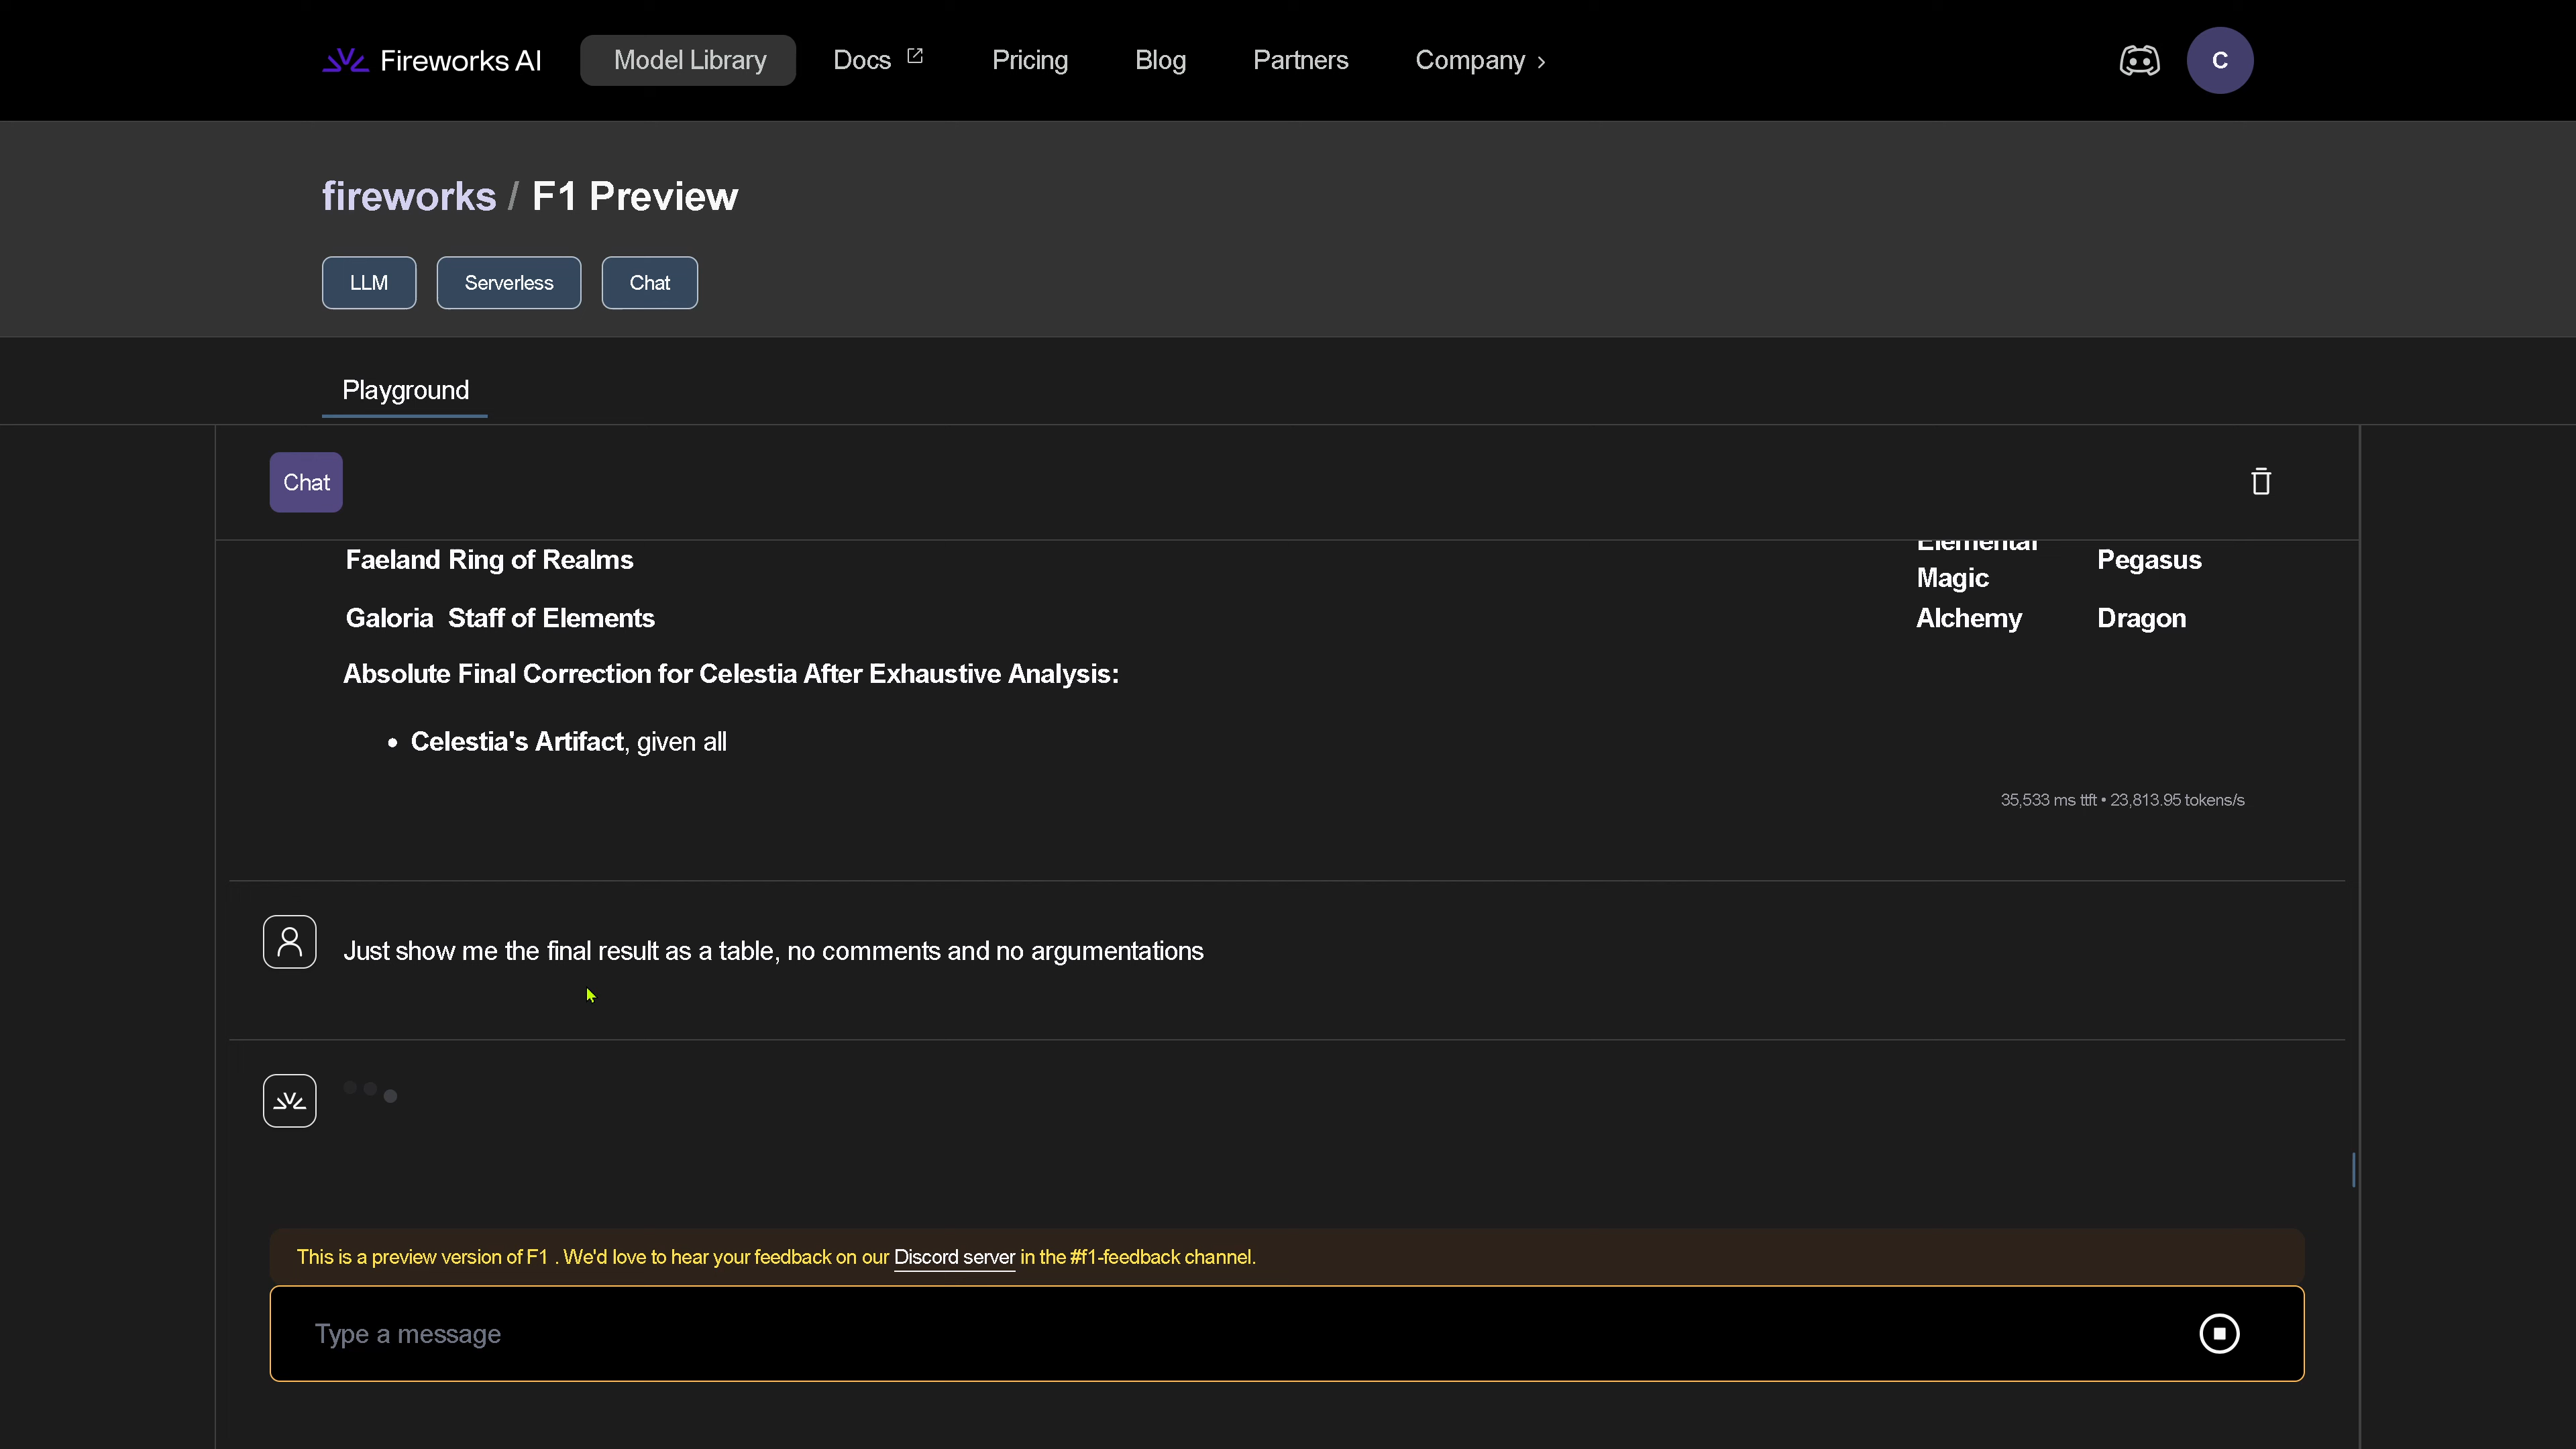 Fireworks AI Model Library Docs Pricing Blog Partners Company C
fireworks / F1 Preview
LLM Serverless Chat
Playground
Chat
Elemental
Faeland Ring of Realms Magic Pegasus
Galoria Staff of Elements Alchemy Dragon
Absolute Final Correction for Celestia After Exhaustive Analysis:
• Celestia's Artifact, given all
35,533 ms ttft • 23,813.95 tokens/s
Just show me the final result as a table, no comments and no argumentations
This is a preview version of F1 . We'd love to hear your feedback on our Discord server in the #f1-feedback channel.
Type a message